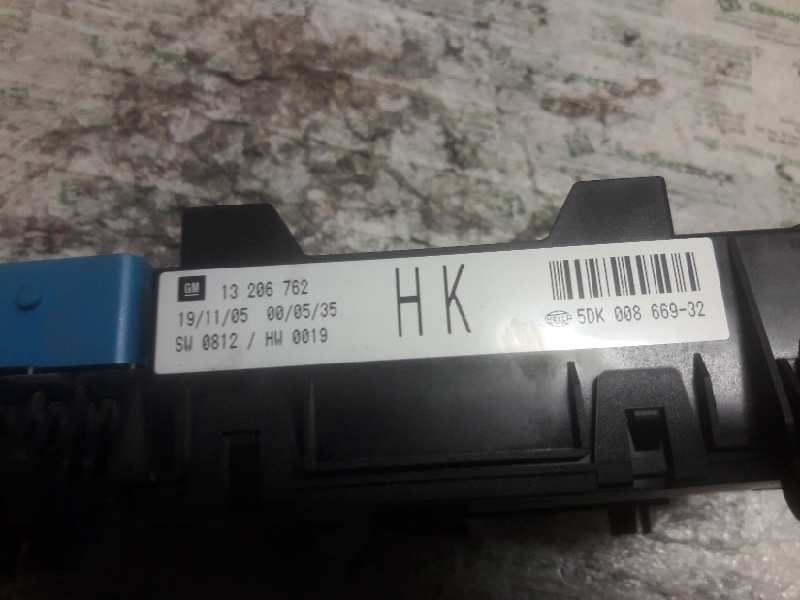 GM 13 206 762
19/11/05 00/05/35
SW 0812 / HW 0019
HK
HELLA 5DK 008 669-32